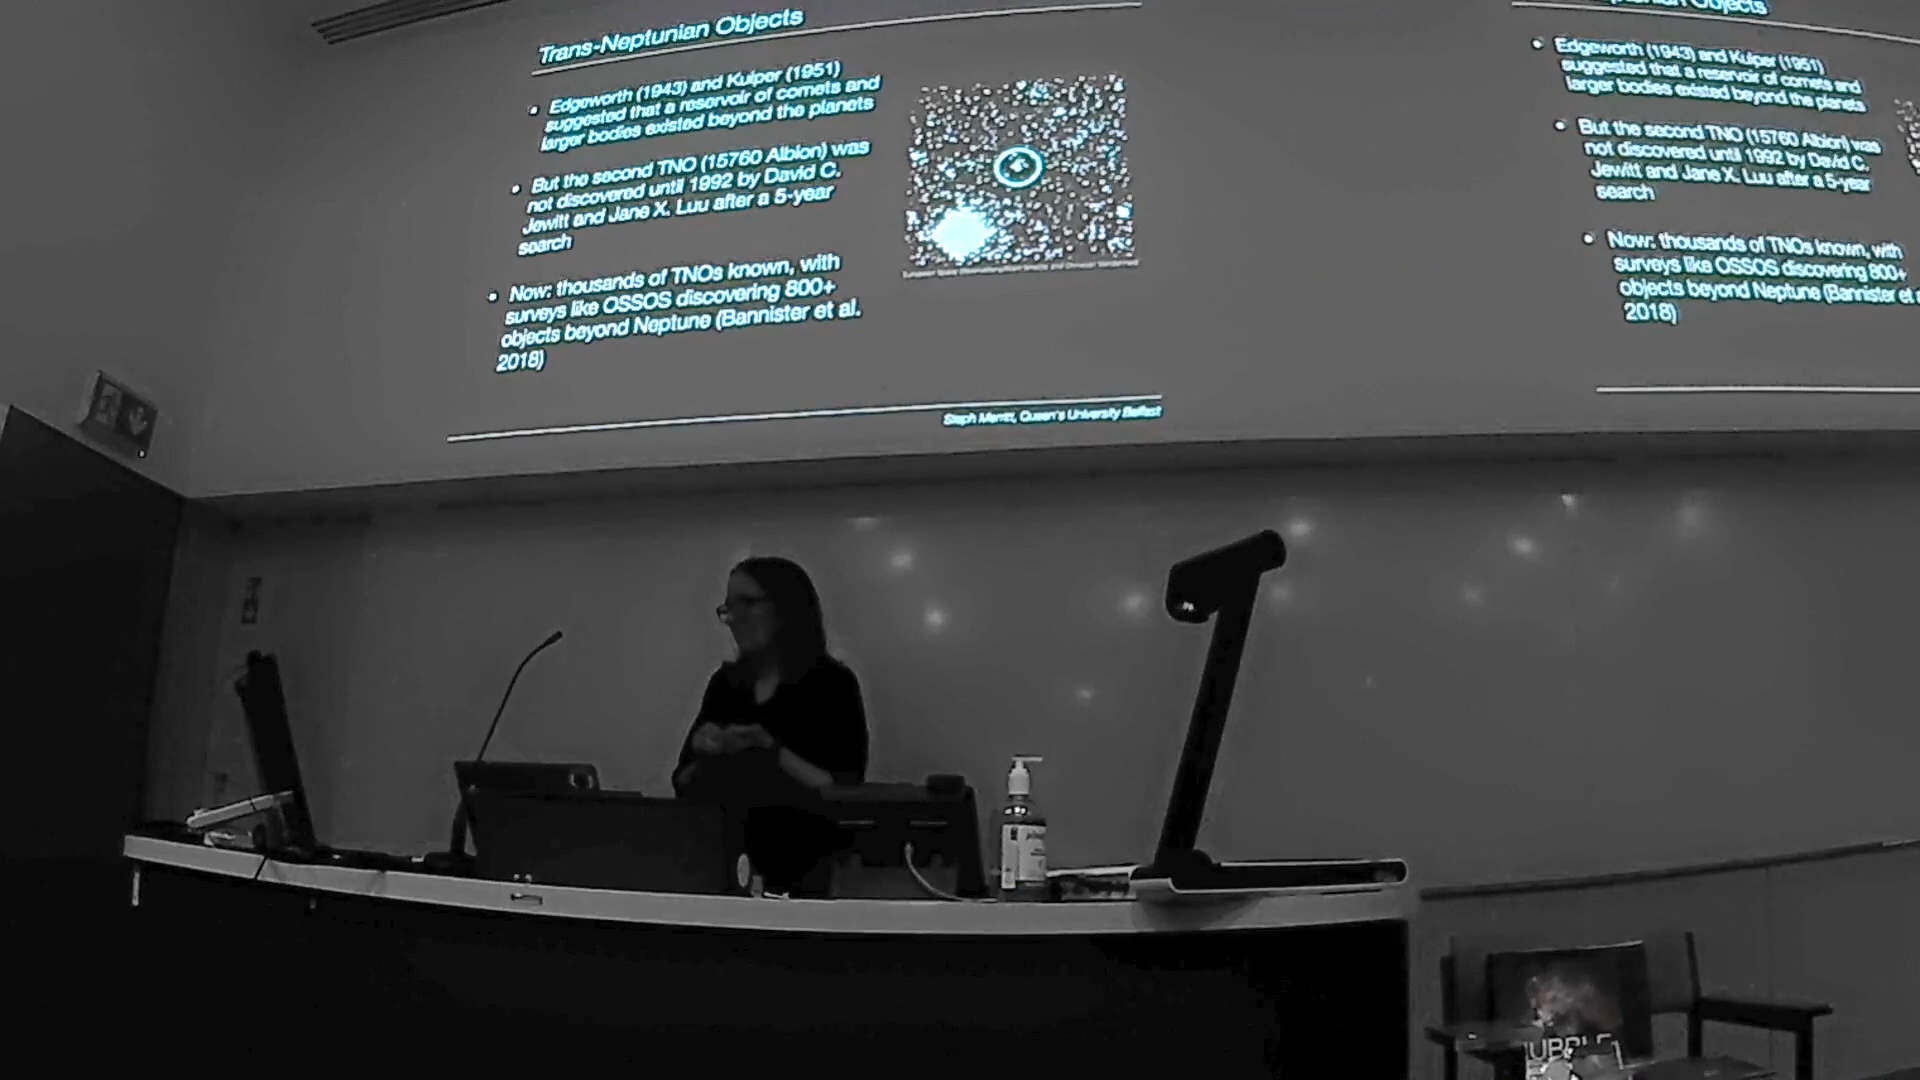 Trans-Neptunian Objects
• Edgeworth (1943) and Kuiper (1951)
suggested that a reservoir of comets and
larger bodies existed beyond the planets
• But the second TNO (15760 Albion) was
not discovered until 1992 by David C.
Jewitt and Jane X. Luu after a 5-year
search
• Now: thousands of TNOs known, with
surveys like OSSOS discovering 800+
objects beyond Neptune (Bannister et al.
2018)
Steph Merritt, Queen's University Belfast
Objects
• Edgeworth (1943) and Kuiper (1951)
suggested that a reservoir of comets and
larger bodies existed beyond the planets
• But the second TNO (15760 Albion) was
not discovered until 1992 by David C.
Jewitt and Jane X. Luu after a 5-year
search
• Now: thousands of TNOs known, with
surveys like OSSOS discovering 800+
objects beyond Neptune (Bannister et
2018)
HUBBLE